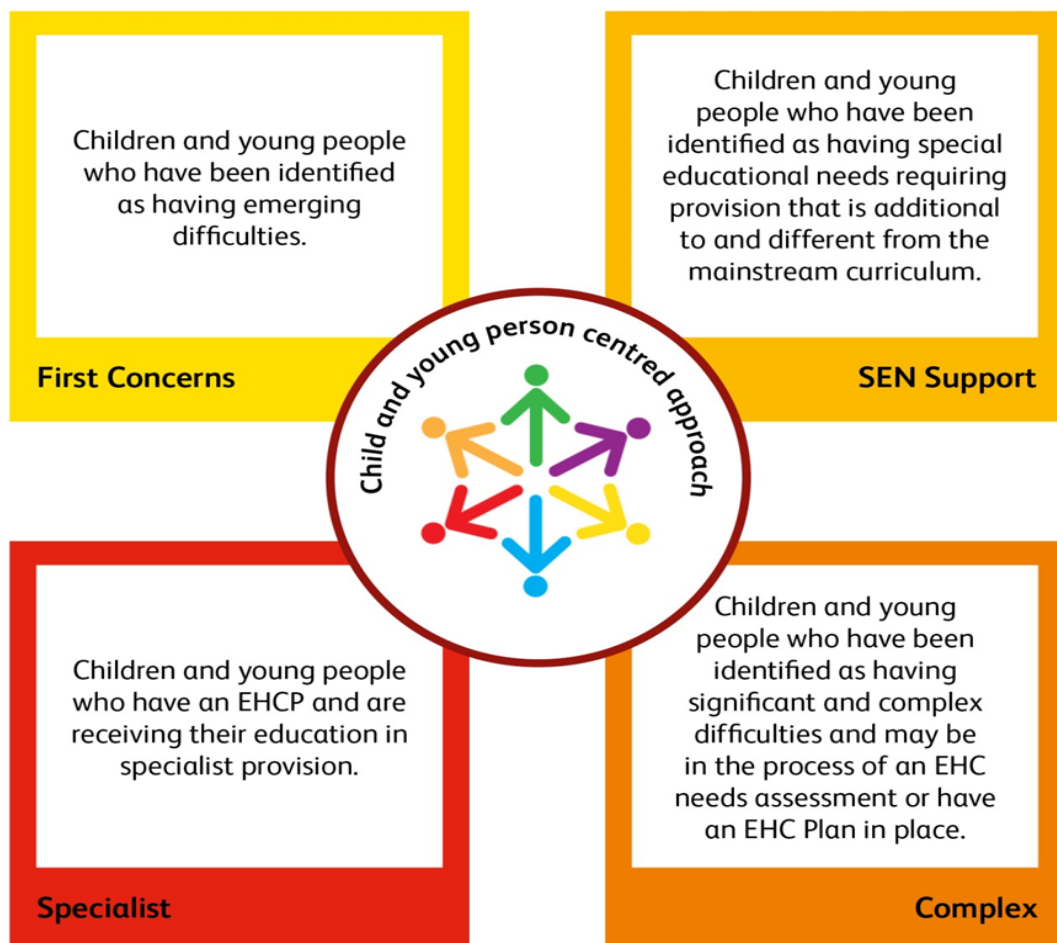 Children and young people
who have been identified
as having emerging
difficulties.
First Concerns
Children and young
people who have been
identified as having special
educational needs requiring
provision that is additional
to and different from the
mainstream curriculum.
SEN Support
Child and young person centred approach
Children and young people
who have an EHCP and are
receiving their education in
specialist provision.
Specialist
Children and young
people who have been
identified as having
significant and complex
difficulties and may be
in the process of an EHC
needs assessment or have
an EHC Plan in place.
Complex